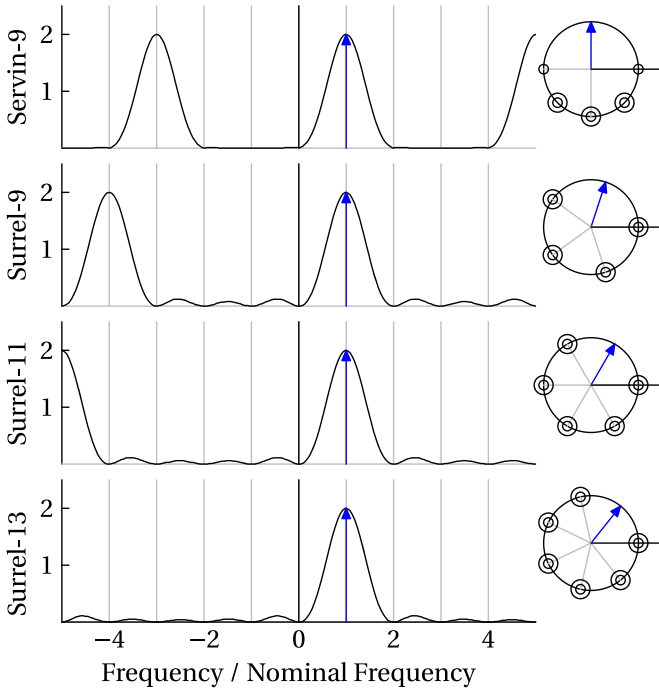 Servin-9
2
1
Surrel-9
2
1
Surrel-11
2
1
Surrel-13
2
1
−4 −2 0 2 4
Frequency / Nominal Frequency